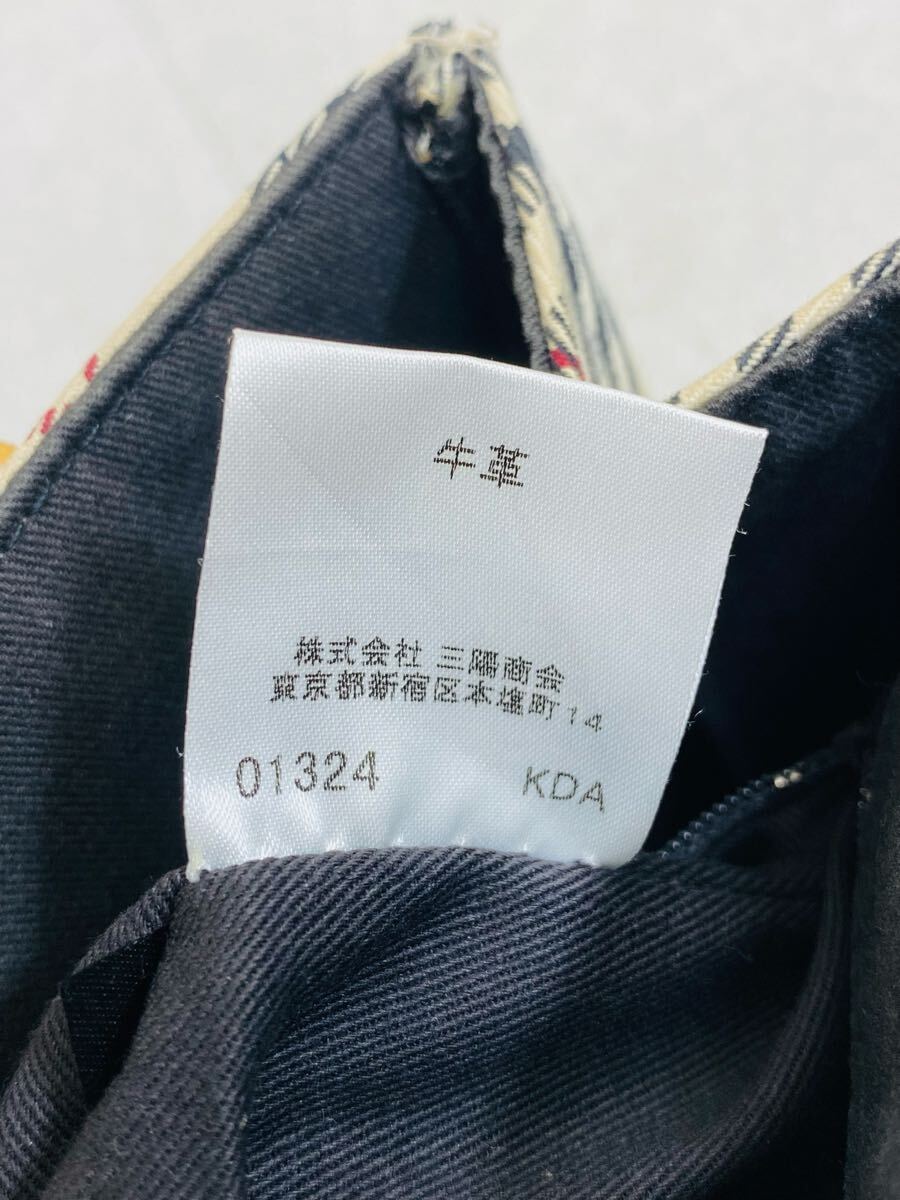 牛革
株式会社 三陽商会
東京都新宿区本塩町14
01324 KDA